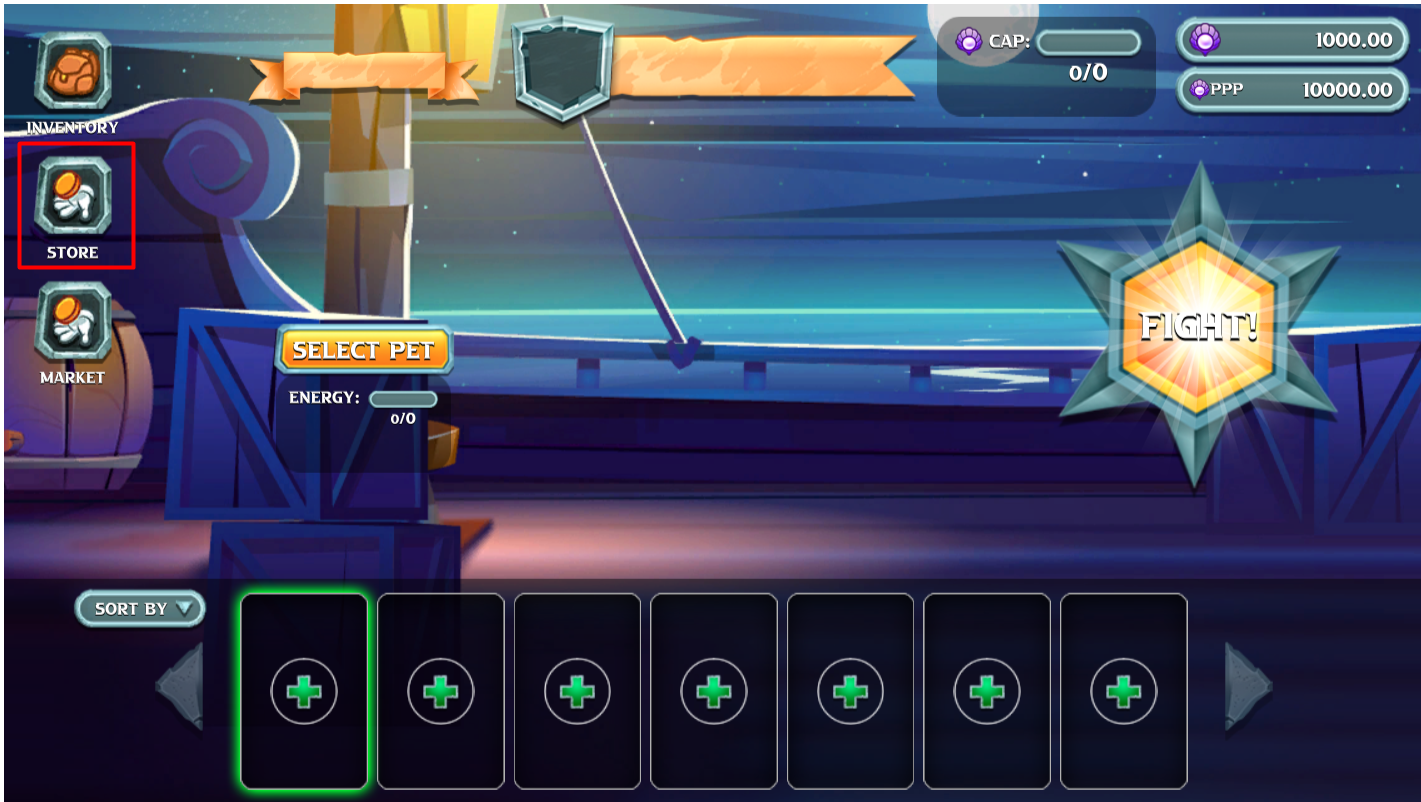 INVENTORY
STORE
MARKET
CAP:
0/0
1000.00
PPP
10000.00
FIGHT!
SELECT PET
ENERGY:
0/0
SORT BY